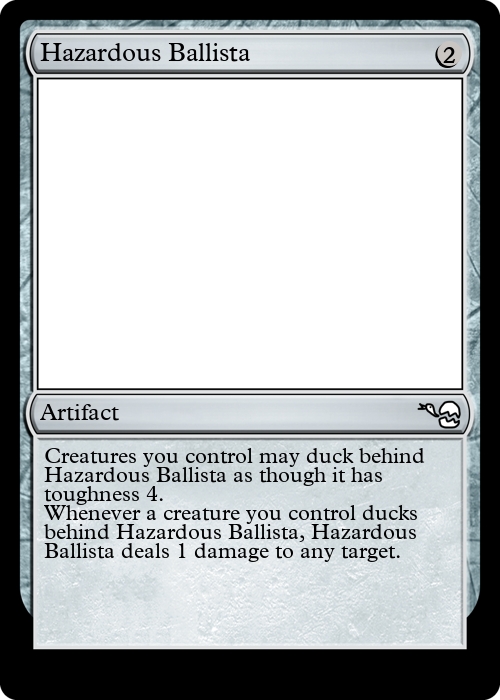 Hazardous Ballista
2
Artifact
Creatures you control may duck behind
Hazardous Ballista as though it has
toughness 4.
Whenever a creature you control ducks
behind Hazardous Ballista, Hazardous
Ballista deals 1 damage to any target.